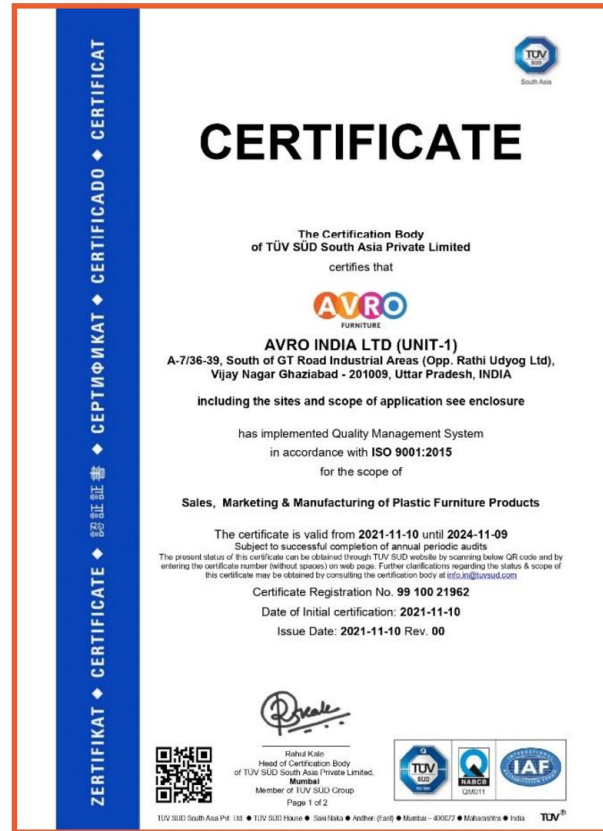 TÜV
SÜD
South Asia
CERTIFICATE
The Certification Body
of TÜV SÜD South Asia Private Limited
certifies that
AVRO
FURNITURE
AVRO INDIA LTD (UNIT-1)
A-7/36-39, South of GT Road Industrial Areas (Opp. Rathi Udyog Ltd),
Vijay Nagar Ghaziabad - 201009, Uttar Pradesh, INDIA
including the sites and scope of application see enclosure
has implemented Quality Management System
in accordance with ISO 9001:2015
for the scope of
Sales, Marketing & Manufacturing of Plastic Furniture Products
The certificate is valid from 2021-11-10 until 2024-11-09
Subject to successful completion of annual periodic audits
The present status of this certificate can be obtained through TUV SUD website by scanning below QR code and by
entering the certificate number (without spaces) on web page. Further clarifications regarding the status & scope of
this certificate may be obtained by consulting the certification body at info.in@tuvsud.com
Certificate Registration No. 99 100 21962
Date of Initial certification: 2021-11-10
Issue Date: 2021-11-10 Rev. 00
Rahul Kale
Head of Certification Body
of TÜV SÜD South Asia Private Limited,
Mumbai
Member of TÜV SÜD Group
Page 1 of 2
TÜV
SÜD
NABCB
QM011
IAF
TÜV SÜD South Asia Pvt. Ltd. ● TÜV SÜD House ● Saki Naka ● Andheri (East) ● Mumbai – 400072 ● Maharashtra ● India TÜV®
ZERTIFIKAT ◆ CERTIFICATE ◆ 認証証書 ◆ СЕРТИФИКАТ ◆ CERTIFICADO ◆ CERTIFICAT